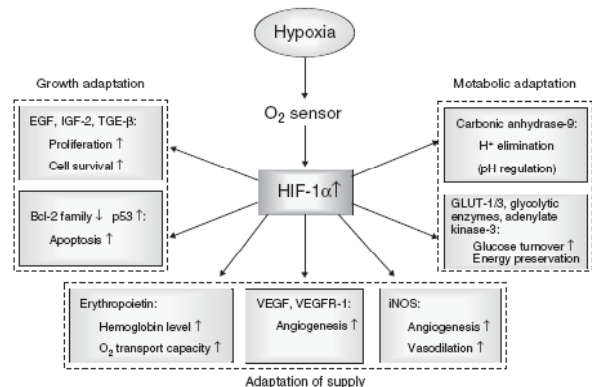 Hypoxia
Growth adaptation
Metabolic adaptation
O₂ sensor
EGF, IGF-2, TGE-β:
Proliferation ↑
Cell survival ↑
Carbonic anhydrase-9:
H⁺ elimination
(pH regulation)
HIF-1α↑
Bcl-2 family ↓ p53 ↑:
Apoptosis ↑
GLUT-1/3, glycolytic
enzymes, adenylate
kinase-3:
Glucose turnover ↑
Energy preservation
Erythropoietin:
Hemoglobin level ↑
O₂ transport capacity ↑
VEGF, VEGFR-1:
Angiogenesis ↑
iNOS:
Angiogenesis ↑
Vasodilation ↑
Adaptation of supply